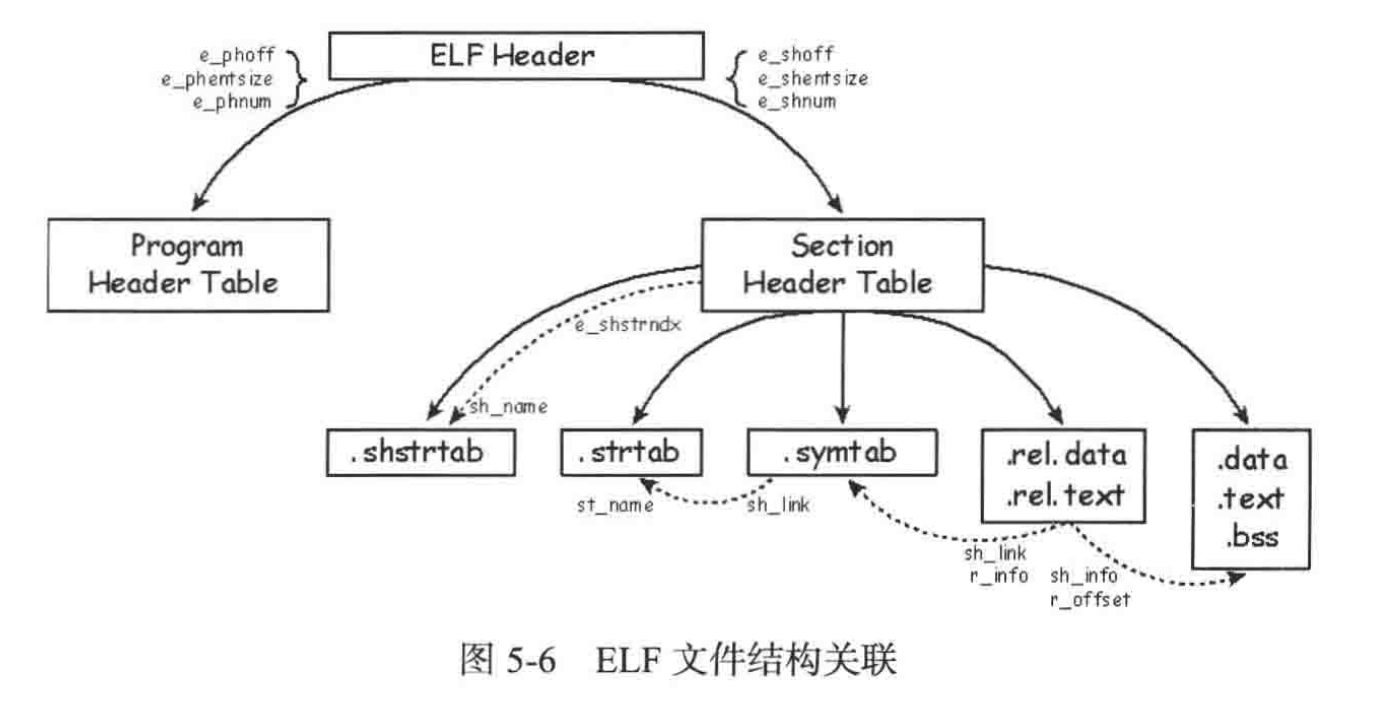 e_phoff
e_phentsize
e_phnum
ELF Header
e_shoff
e_shentsize
e_shnum
Program
Header Table
Section
Header Table
e_shstrndx
sh_name
.shstrtab
.strtab
.symtab
.rel.data
.rel.text
.data
.text
.bss
st_name
sh_link
sh_link
r_info
sh_info
r_offset
图 5-6 ELF 文件结构关联